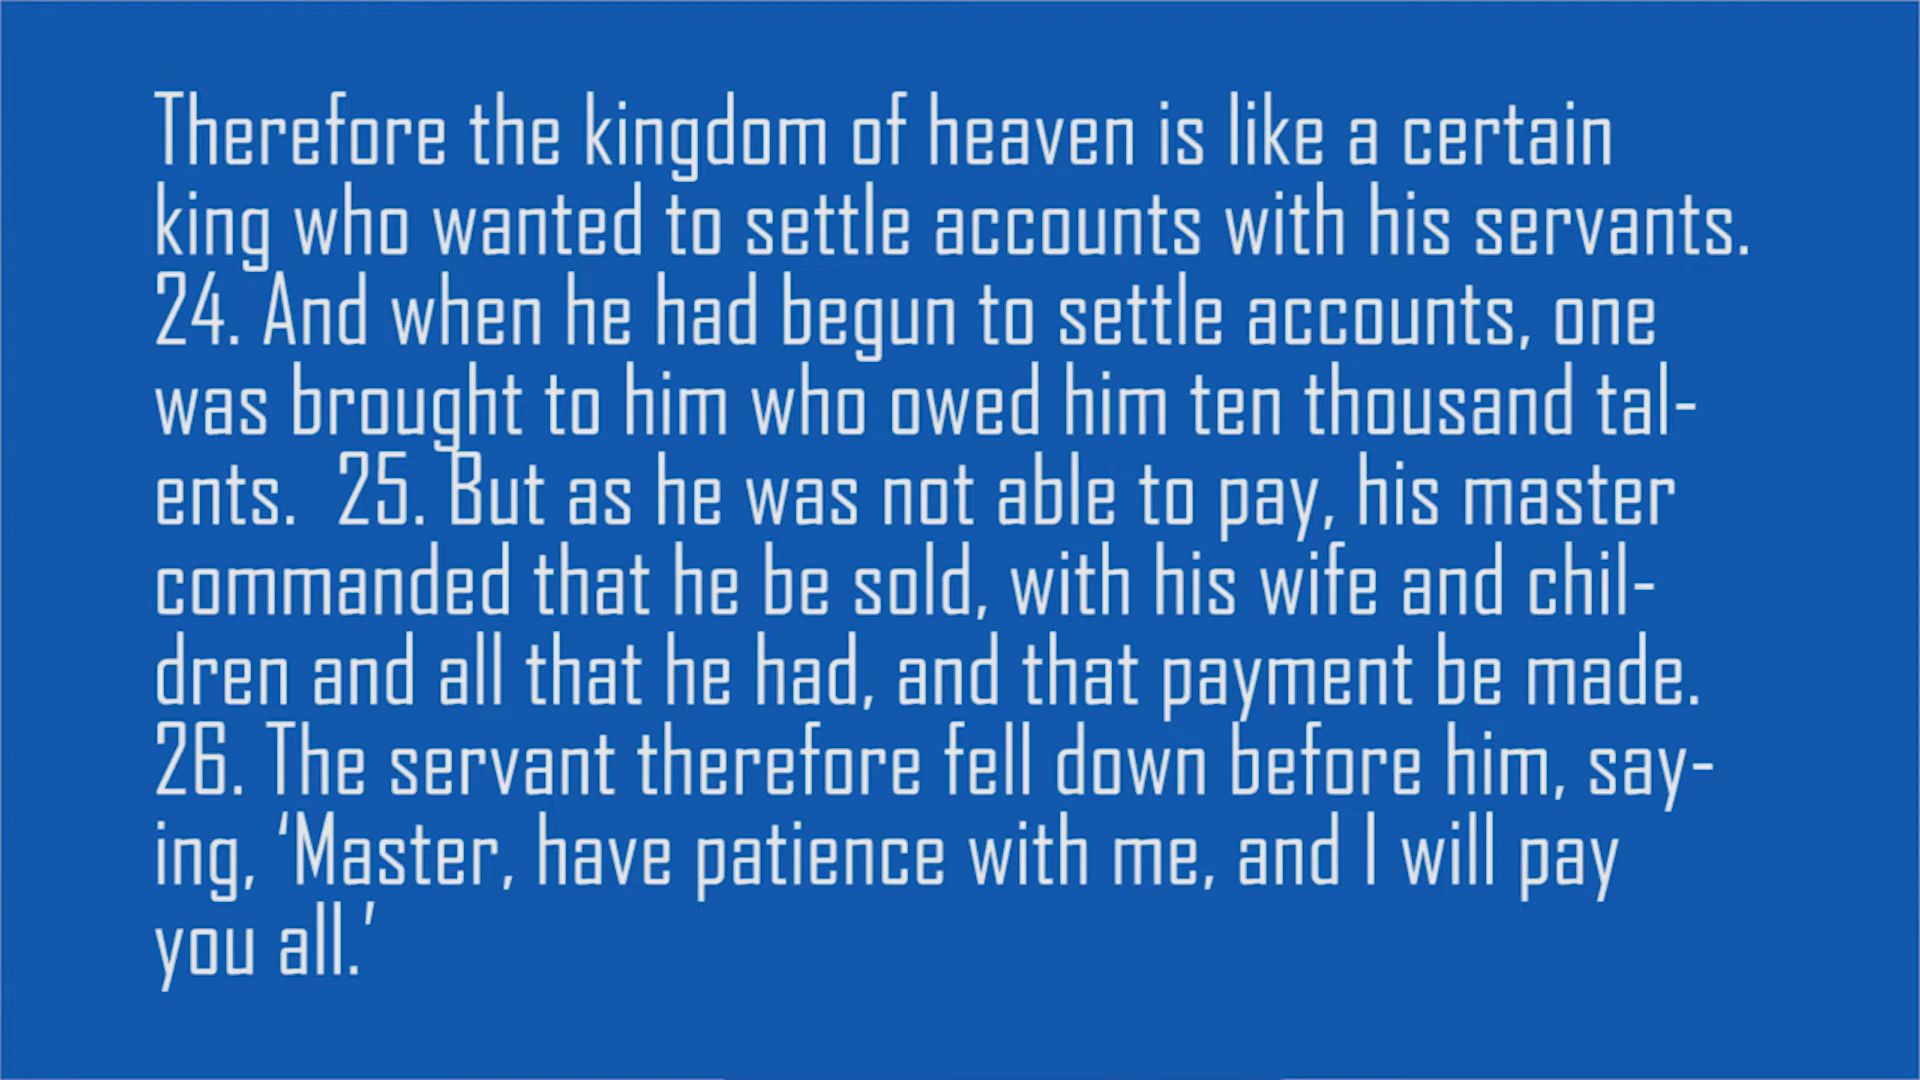 Therefore the kingdom of heaven is like a certain
king who wanted to settle accounts with his servants.
24. And when he had begun to settle accounts, one
was brought to him who owed him ten thousand tal-
ents.  25. But as he was not able to pay, his master
commanded that he be sold, with his wife and chil-
dren and all that he had, and that payment be made.
26. The servant therefore fell down before him, say-
ing, ‘Master, have patience with me, and I will pay
you all.’